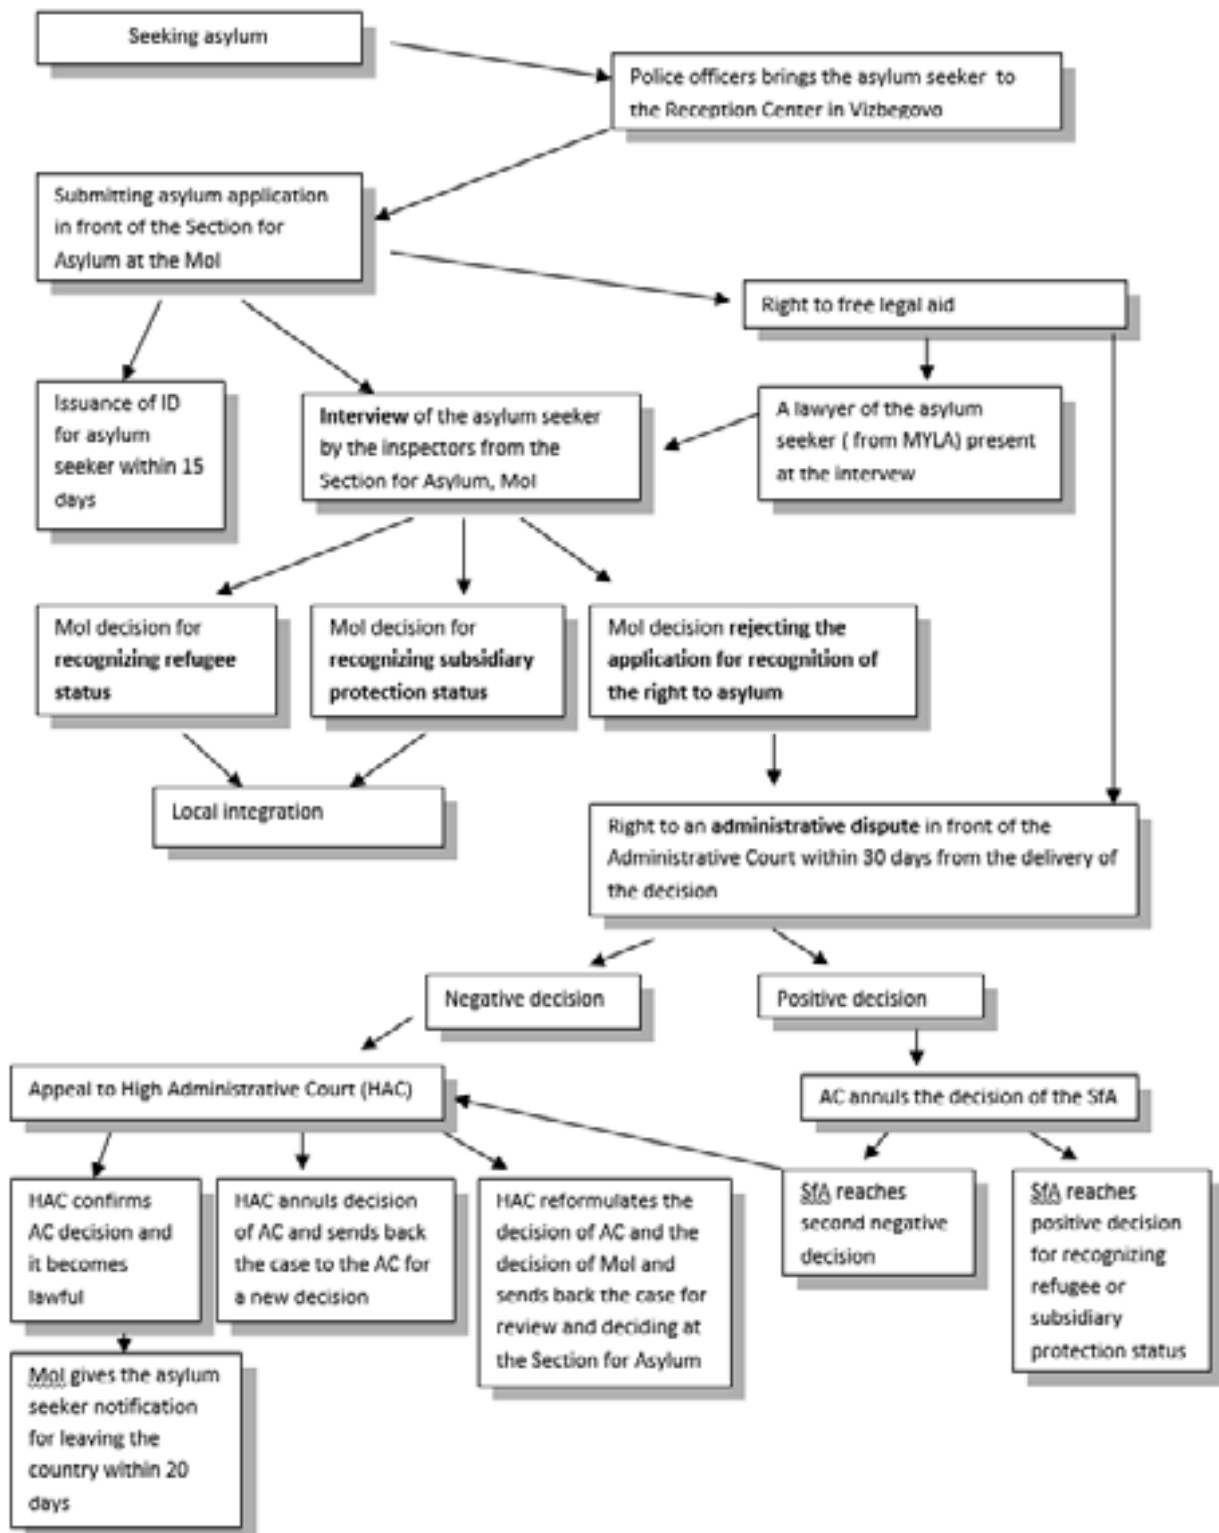 Seeking asylum
Police officers brings the asylum seeker to
the Reception Center in Vizbegovo
Submitting asylum application
in front of the Section for
Asylum at the MoI
Right to free legal aid
Issuance of ID
for asylum
seeker within 15
days
Interview of the asylum seeker
by the inspectors from the
Section for Asylum, MoI
A lawyer of the asylum
seeker ( from MYLA) present
at the intervew
MoI decision for
recognizing refugee
status
MoI decision for
recognizing subsidiary
protection status
MoI decision rejecting the
application for recognition of
the right to asylum
Local integration
Right to an administrative dispute in front of the
Administrative Court within 30 days from the delivery of
the decision
Negative decision
Positive decision
Appeal to High Administrative Court (HAC)
AC annuls the decision of the SfA
HAC confirms
AC decision and
it becomes
lawful
HAC annuls decision
of AC and sends back
the case to the AC for
a new decision
HAC reformulates the
decision of AC and the
decision of MoI and
sends back the case for
review and deciding at
the Section for Asylum
SfA reaches
second negative
decision
SfA reaches
positive decision
for recognizing
refugee or
subsidiary
protection status
MoI gives the asylum
seeker notification
for leaving the
country within 20
days